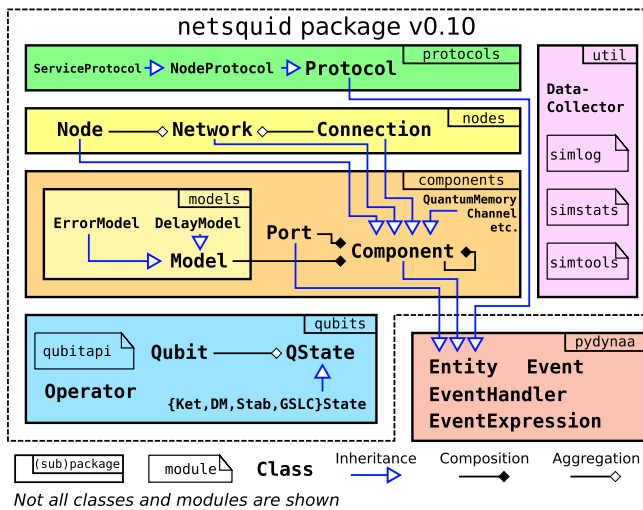 netsquid package v0.10
protocols
ServiceProtocol
NodeProtocol
Protocol
util
Data-
Collector
simlog
simstats
simtools
nodes
Node
Network
Connection
components
models
ErrorModel
DelayModel
Model
Port
QuantumMemory
Channel
etc.
Component
qubits
qubitapi
Qubit
QState
Operator
{Ket,DM,Stab,GSLC}State
pydynaa
Entity
Event
EventHandler
EventExpression
(sub)package
module
Class
Inheritance
Composition
Aggregation
Not all classes and modules are shown